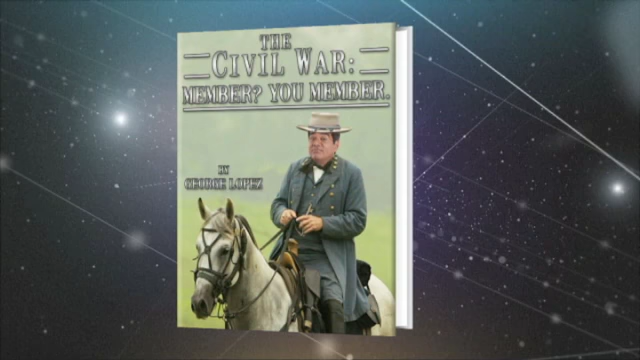 THE
CIVIL WAR:
MEMBER? YOU MEMBER.
BY
GEORGE LOPEZ